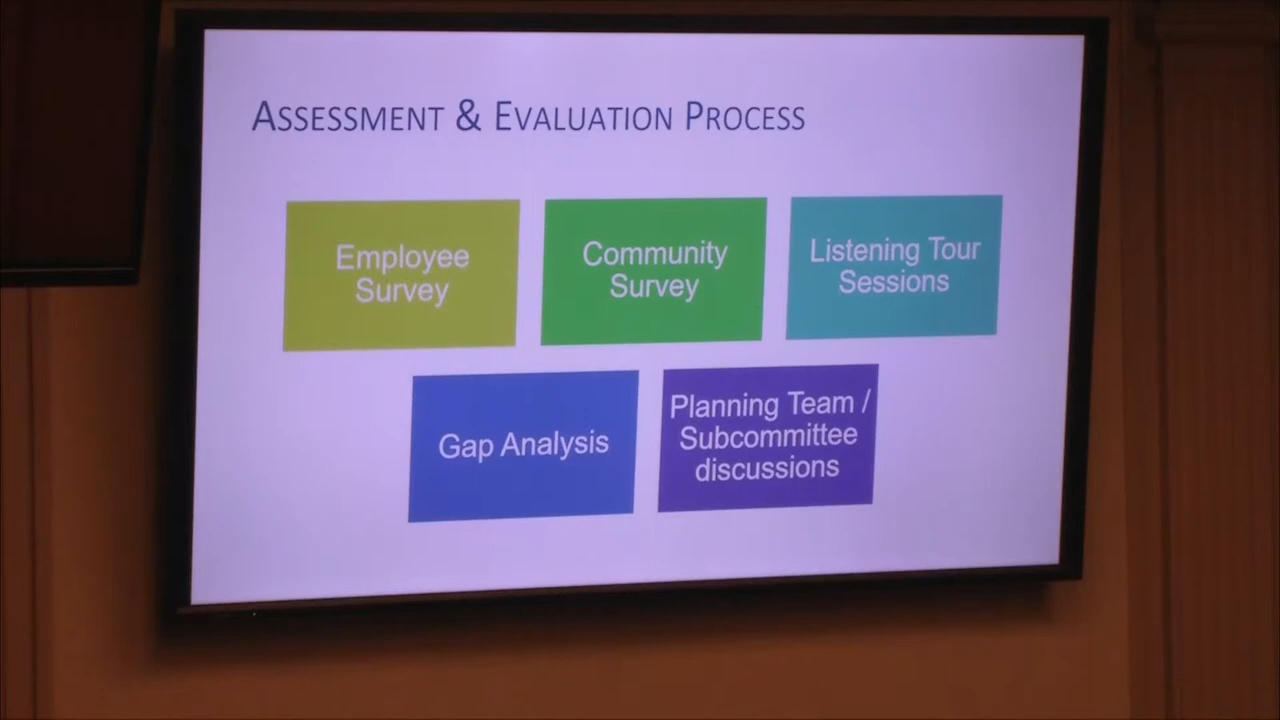 ASSESSMENT & EVALUATION PROCESS
Employee
Survey
Community
Survey
Listening Tour
Sessions
Gap Analysis
Planning Team /
Subcommittee
discussions